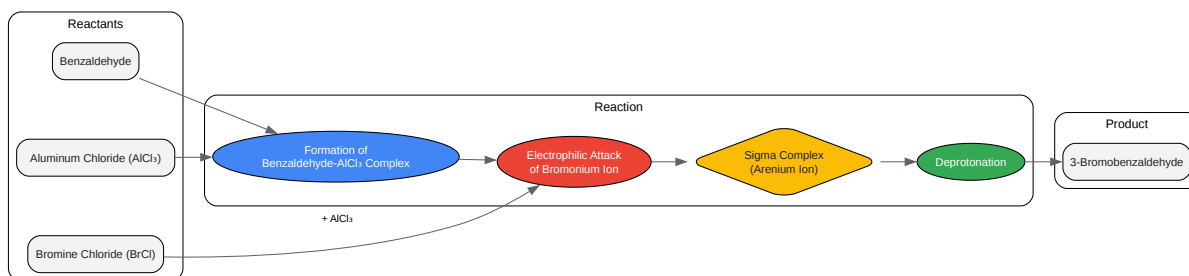 Reactants
Benzaldehyde
Aluminum Chloride (AlCl₃)
Bromine Chloride (BrCl)
Reaction
Formation of
Benzaldehyde-AlCl₃ Complex
Electrophilic Attack
of Bromonium Ion
Sigma Complex
(Arenium Ion)
Deprotonation
+ AlCl₃
Product
3-Bromobenzaldehyde